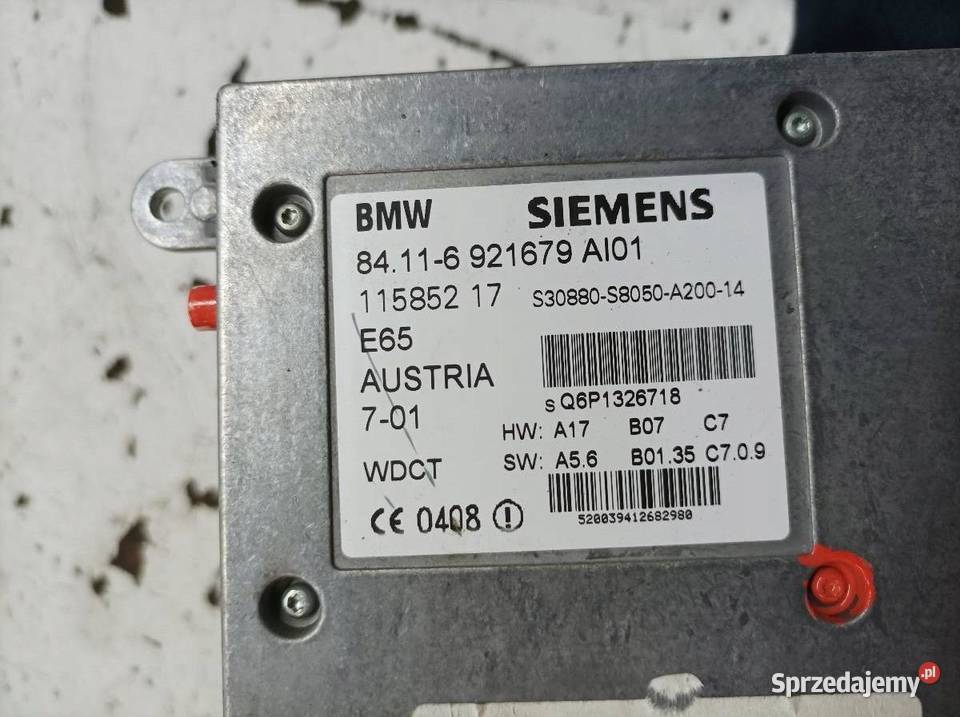 BMW SIEMENS
84.11-6 921679 AI01
115852 17 S30880-S8050-A200-14
E65
AUSTRIA
s Q6P1326718
7-01
HW: A17 B07 C7
WDCT SW: A5.6 B01.35 C7.0.9
CE 0408
520039412682980
Sprzedajemy.pl